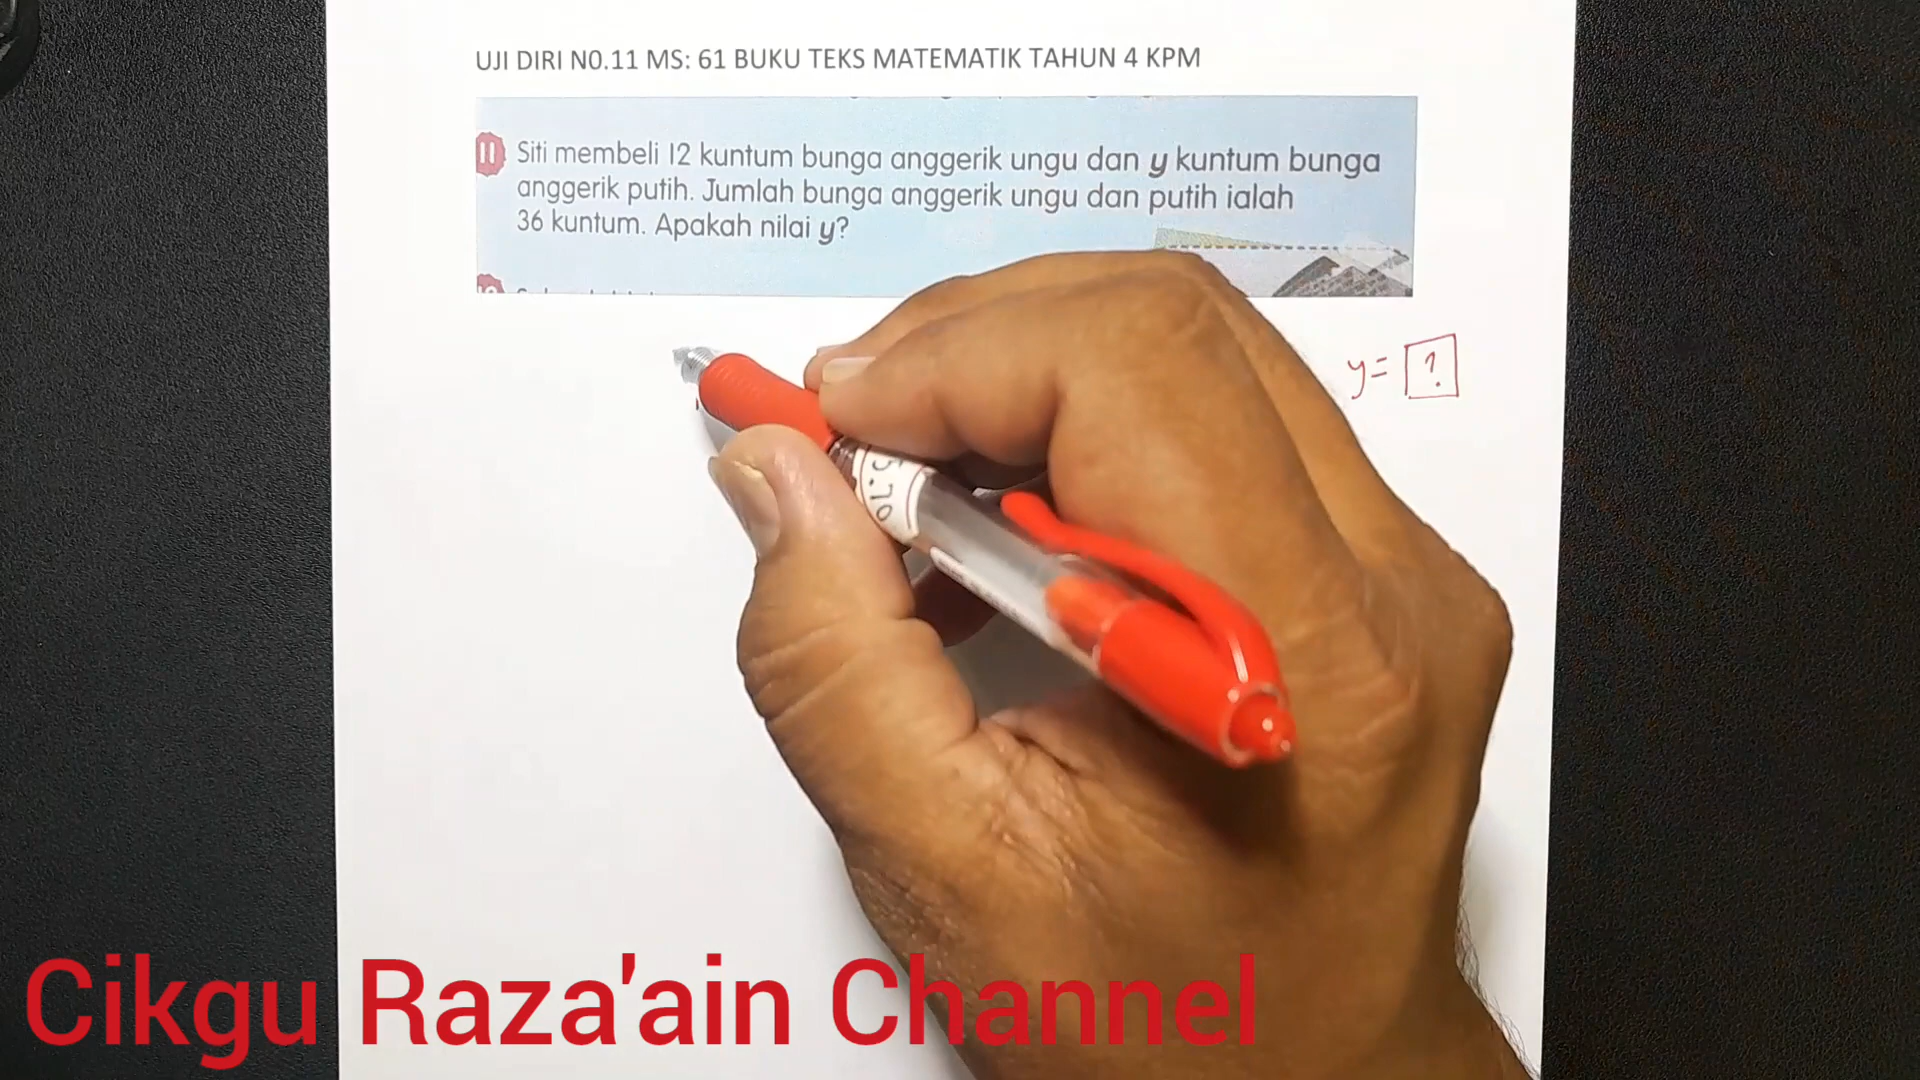 UJI DIRI NO.11 MS: 61 BUKU TEKS MATEMATIK TAHUN 4 KPM
11 Siti membeli 12 kuntum bunga anggerik ungu dan y kuntum bunga
anggerik putih. Jumlah bunga anggerik ungu dan putih ialah
36 kuntum. Apakah nilai y?
y = ?
Cikgu Raza'ain Channel